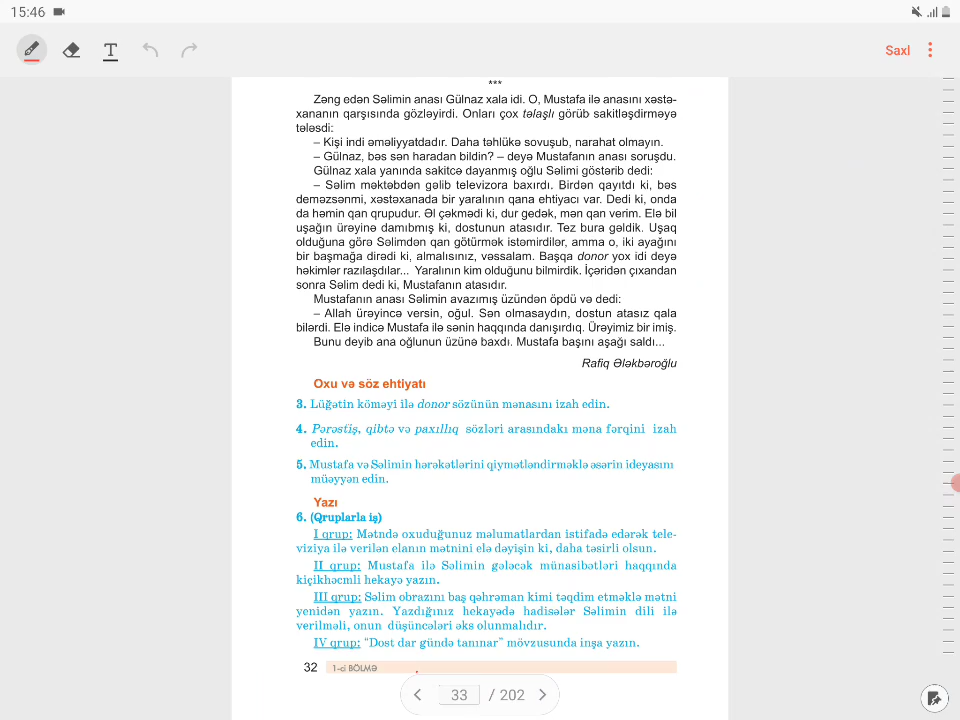 15:46
T
Saxl
***
Zəng edən Səlimin anası Gülnaz xala idi. O, Mustafa ilə anasını xəstə-
xananın qarşısında gözləyirdi. Onları çox təlaşlı görüb sakitləşdirməyə
tələsdi:
– Kişi indi əməliyyatdadır. Daha təhlükə sovuşub, narahat olmayın.
– Gülnaz, bəs sən haradan bildin? – deyə Mustafanın anası soruşdu.
Gülnaz xala yanında sakitcə dayanmış oğlu Səlimi göstərib dedi:
– Səlim məktəbdən gəlib televizora baxırdı. Birdən qayıtdı ki, bəs
deməzsənmi, xəstəxanada bir yaralının qana ehtiyacı var. Dedi ki, onda
da həmin qan qrupudur. Əl çəkmədi ki, dur gedək, mən qan verim. Elə bil
uşağın ürəyinə damıbmış ki, dostunun atasıdır. Tez bura gəldik. Uşaq
olduğuna görə Səlimdən qan götürmək istəmirdilər, amma o, iki ayağını
bir başmağa dirədi ki, almalısınız, vəssalam. Başqa donor yox idi deyə
həkimlər razılaşdılar... Yaralının kim olduğunu bilmirdik. İçəridən çıxandan
sonra Səlim dedi ki, Mustafanın atasıdır.
Mustafanın anası Səlimin avazımış üzündən öpdü və dedi:
– Allah ürəyincə versin, oğul. Sən olmasaydın, dostun atasız qala
bilərdi. Elə indicə Mustafa ilə sənin haqqında danışırdıq. Ürəyimiz bir imiş.
Bunu deyib ana oğlunun üzünə baxdı. Mustafa başını aşağı saldı...
Rafiq Ələkbəroğlu
Oxu və söz ehtiyatı
3. Lüğətin köməyi ilə donor sözünün mənasını izah edin.
4. Pərəstiş, qibtə və paxıllıq sözləri arasındakı məna fərqini izah
edin.
5. Mustafa və Səlimin hərəkətlərini qiymətləndirməklə əsərin ideyasını
müəyyən edin.
Yazı
6. (Qruplarla iş)
I qrup: Mətndə oxuduğunuz məlumatlardan istifadə edərək tele-
viziya ilə verilən elanın mətnini elə dəyişin ki, daha təsirli olsun.
II qrup: Mustafa ilə Səlimin gələcək münasibətləri haqqında
kiçikhəcmli hekayə yazın.
III qrup: Səlim obrazını baş qəhrəman kimi təqdim etməklə mətni
yenidən yazın. Yazdığınız hekayədə hadisələr Səlimin dili ilə
verilməli, onun düşüncələri əks olunmalıdır.
IV qrup: "Dost dar gündə tanınar" mövzusunda inşa yazın.
32 1-ci BÖLMƏ
33 / 202